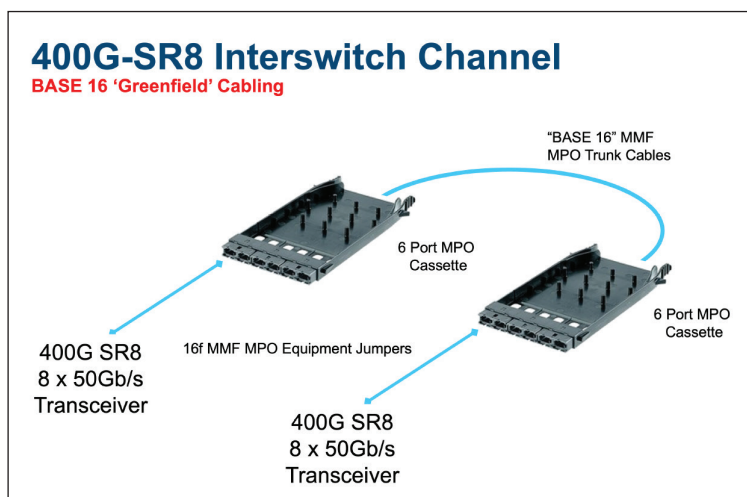 400G-SR8 Interswitch Channel
BASE 16 ‘Greenfield’ Cabling
“BASE 16” MMF
MPO Trunk Cables
6 Port MPO
Cassette
6 Port MPO
Cassette
16f MMF MPO Equipment Jumpers
400G SR8
8 x 50Gb/s
Transceiver
400G SR8
8 x 50Gb/s
Transceiver